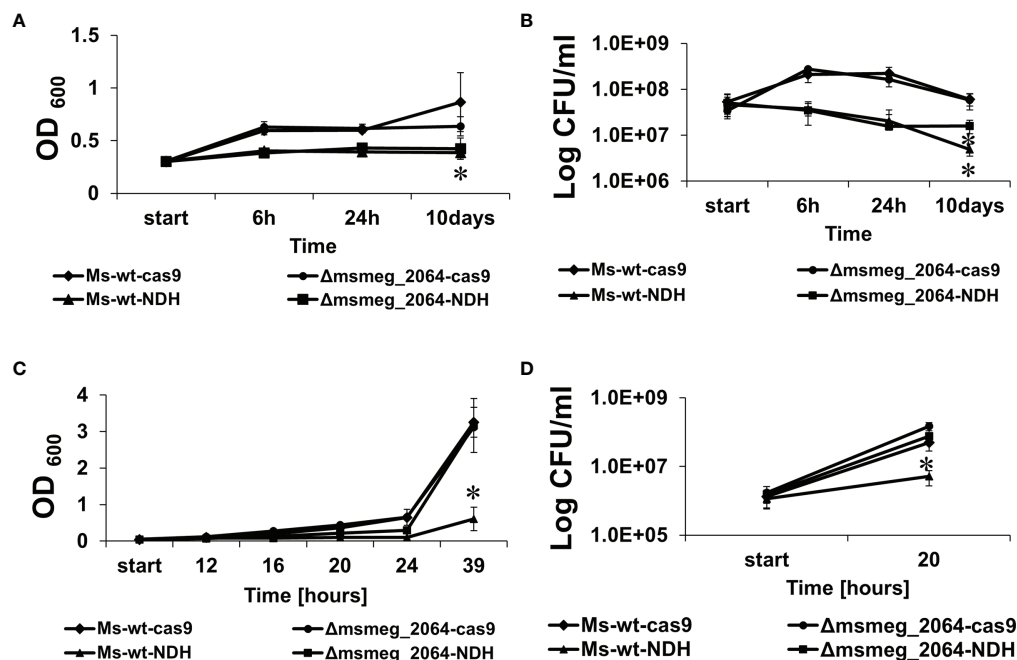 A
1.5
1
0.5
0
OD 600
start 6h 24h 10days
Time
*
Ms-wt-cas9 Δmsmeg_2064-cas9
Ms-wt-NDH Δmsmeg_2064-NDH
B
1.0E+09
1.0E+08
1.0E+07
1.0E+06
Log CFU/ml
start 6h 24h 10days
Time
*
*
Ms-wt-cas9 Δmsmeg_2064-cas9
Ms-wt-NDH Δmsmeg_2064-NDH
C
4
3
2
1
0
OD 600
start 12 16 20 24 39
Time [hours]
*
Ms-wt-cas9 Δmsmeg_2064-cas9
Ms-wt-NDH Δmsmeg_2064-NDH
D
1.0E+09
1.0E+07
1.0E+05
Log CFU/ml
start 20
Time [hours]
*
Ms-wt-cas9 Δmsmeg_2064-cas9
Ms-wt-NDH Δmsmeg_2064-NDH